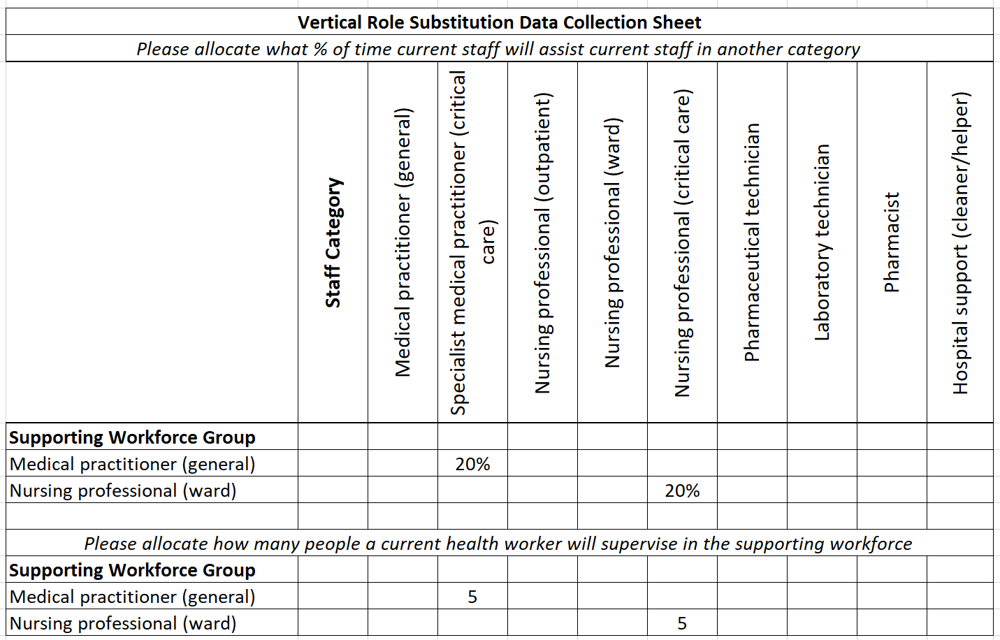 Vertical Role Substitution Data Collection Sheet
Please allocate what % of time current staff will assist current staff in another category
Staff Category
Medical practitioner (general)
Specialist medical practitioner (critical
care)
Nursing professional (outpatient)
Nursing professional (ward)
Nursing professional (critical care)
Pharmaceutical technician
Laboratory technician
Pharmacist
Hospital support (cleaner/helper)
Supporting Workforce Group
Medical practitioner (general) 20%
Nursing professional (ward) 20%
Please allocate how many people a current health worker will supervise in the supporting workforce
Supporting Workforce Group
Medical practitioner (general) 5
Nursing professional (ward) 5